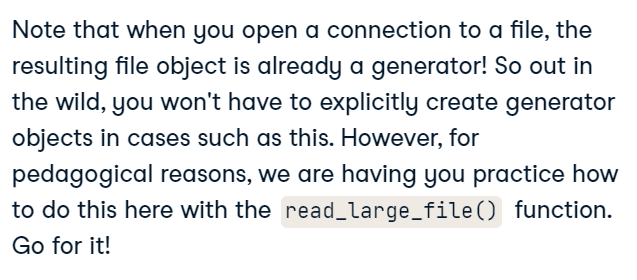 Note that when you open a connection to a file, the
resulting file object is already a generator! So out in
the wild, you won't have to explicitly create generator
objects in cases such as this. However, for
pedagogical reasons, we are having you practice how
to do this here with the read_large_file() function.
Go for it!